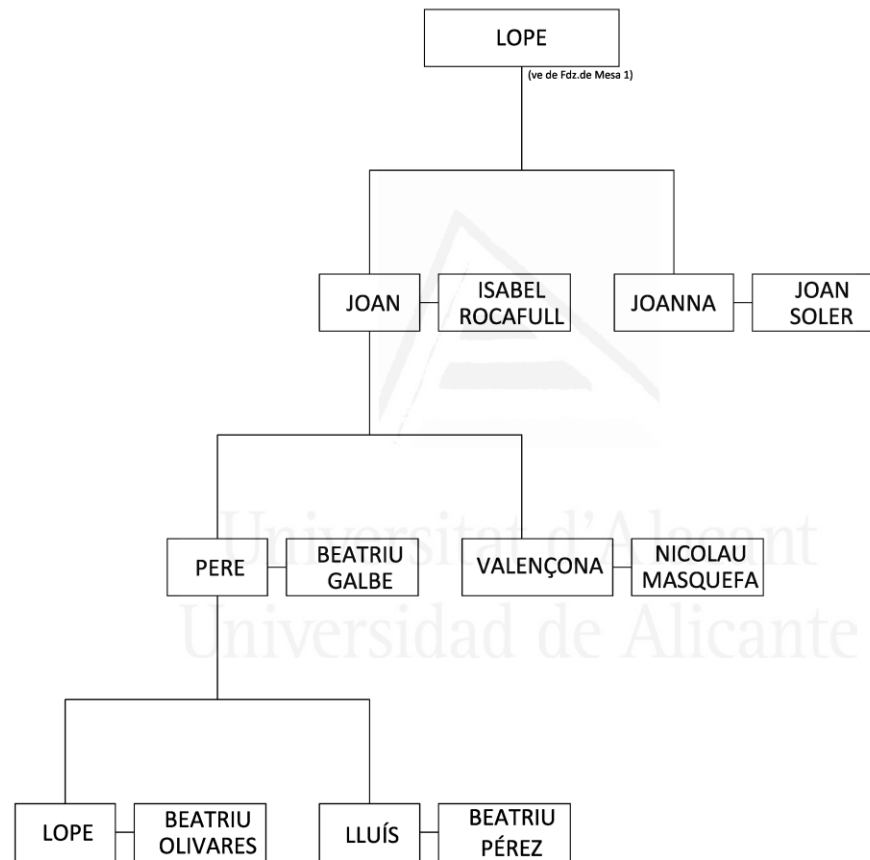 LOPE
(ve de Fdz.de Mesa 1)
JOAN
ISABEL
ROCAFULL
JOANNA
JOAN
SOLER
Universitat d'Alacant
Universidad de Alicante
PERE
BEATRIU
GALBE
VALENÇONA
NICOLAU
MASQUEFA
LOPE
BEATRIU
OLIVARES
LLUÍS
BEATRIU
PÉREZ